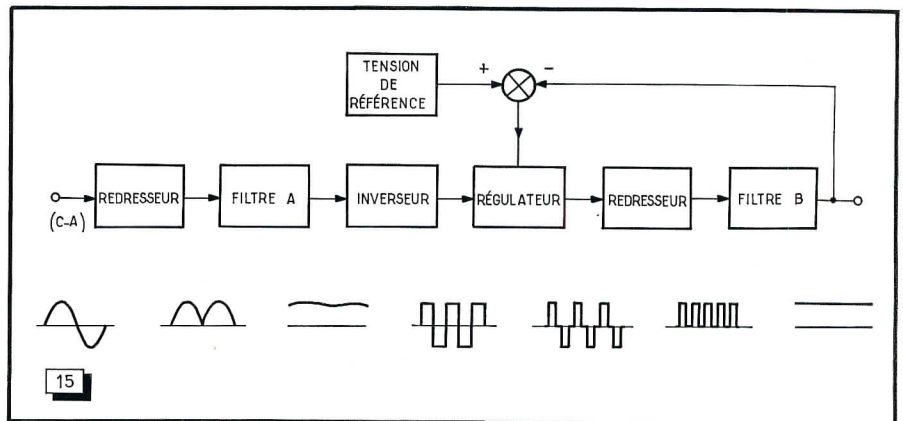 TENSION
DE
RÉFÉRENCE
+
-
REDRESSEUR
FILTRE A
INVERSEUR
RÉGULATEUR
REDRESSEUR
FILTRE B
(C-A)
15